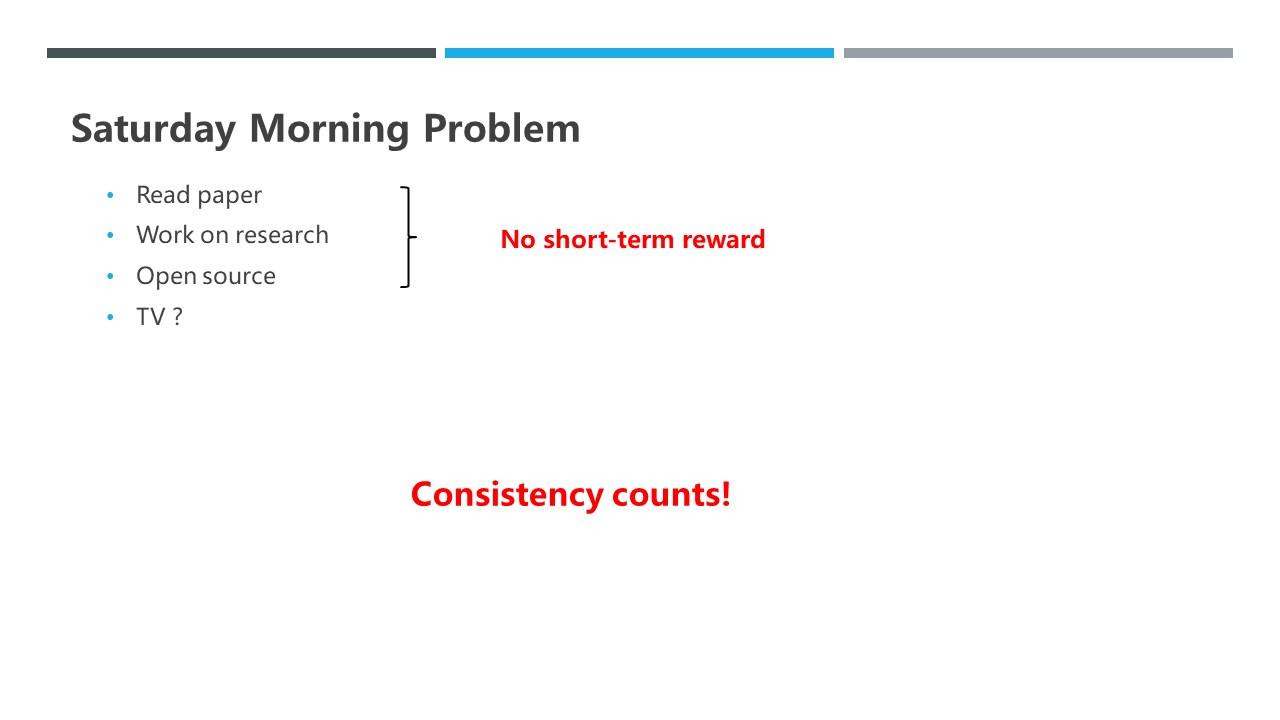 Saturday Morning Problem
• Read paper
• Work on research
• Open source
• TV ?
No short-term reward
Consistency counts!